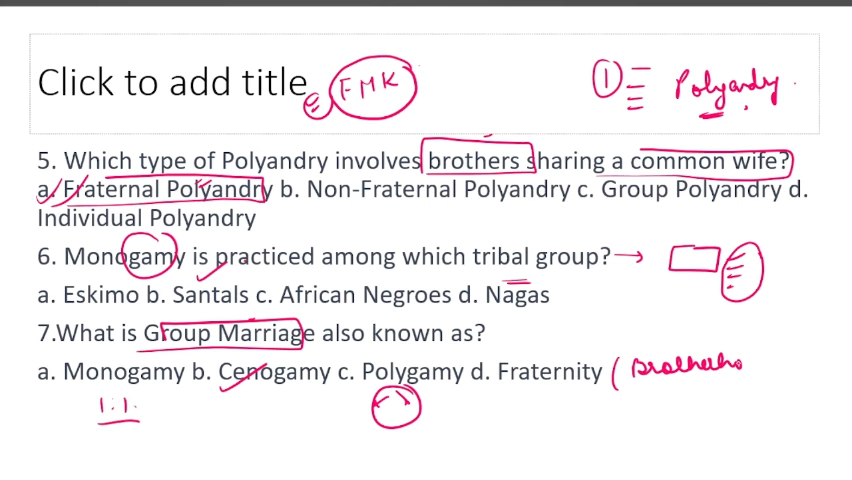 Click to add title
FMK
① Polyandry
5. Which type of Polyandry involves brothers sharing a common wife?
a. Fraternal Polyandry b. Non-Fraternal Polyandry c. Group Polyandry d.
Individual Polyandry
6. Monogamy is practiced among which tribal group?
a. Eskimo b. Santals c. African Negroes d. Nagas
7.What is Group Marriage also known as?
a. Monogamy b. Cenogamy c. Polygamy d. Fraternity
1:1.